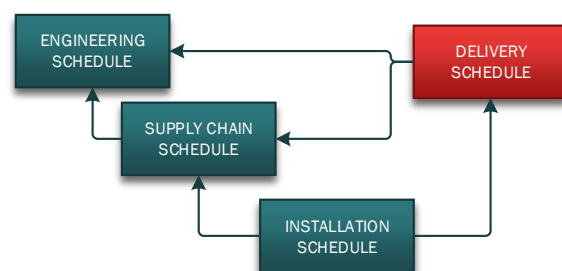 ENGINEERING
SCHEDULE
DELIVERY
SCHEDULE
SUPPLY CHAIN
SCHEDULE
INSTALLATION
SCHEDULE